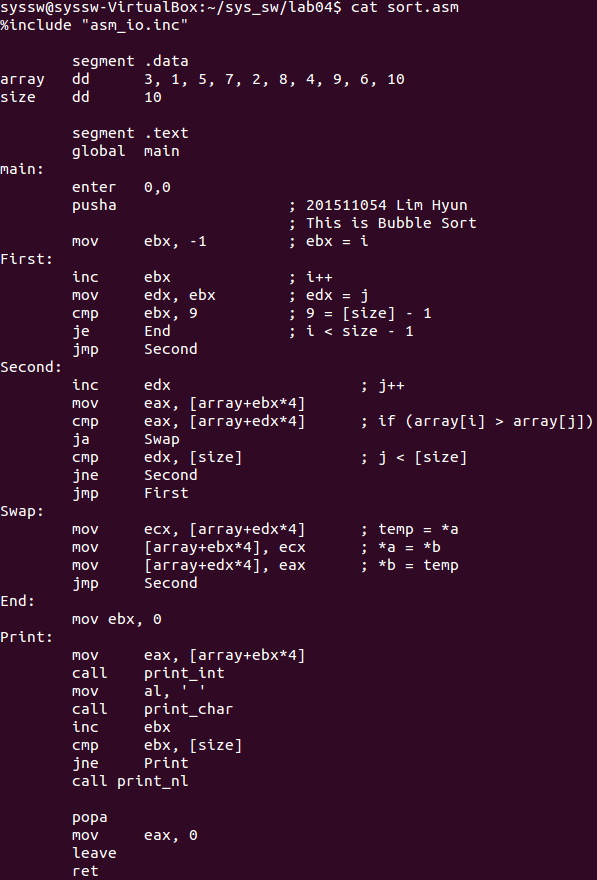 syssw@syssw-VirtualBox:~/sys_sw/lab04$ cat sort.asm
%include "asm_io.inc"
segment .data
array dd 3, 1, 5, 7, 2, 8, 4, 9, 6, 10
size dd 10
segment .text
global main
main:
enter 0,0
pusha ; 201511054 Lim Hyun
; This is Bubble Sort
mov ebx, -1 ; ebx = i
First:
inc ebx ; i++
mov edx, ebx ; edx = j
cmp ebx, 9 ; 9 = [size] - 1
je End ; i < size - 1
jmp Second
Second:
inc edx ; j++
mov eax, [array+ebx*4]
cmp eax, [array+edx*4] ; if (array[i] > array[j])
ja Swap
cmp edx, [size] ; j < [size]
jne Second
jmp First
Swap:
mov ecx, [array+edx*4] ; temp = *a
mov [array+ebx*4], ecx ; *a = *b
mov [array+edx*4], eax ; *b = temp
jmp Second
End:
mov ebx, 0
Print:
mov eax, [array+ebx*4]
call print_int
mov al, ' '
call print_char
inc ebx
cmp ebx, [size]
jne Print
call print_nl
popa
mov eax, 0
leave
ret